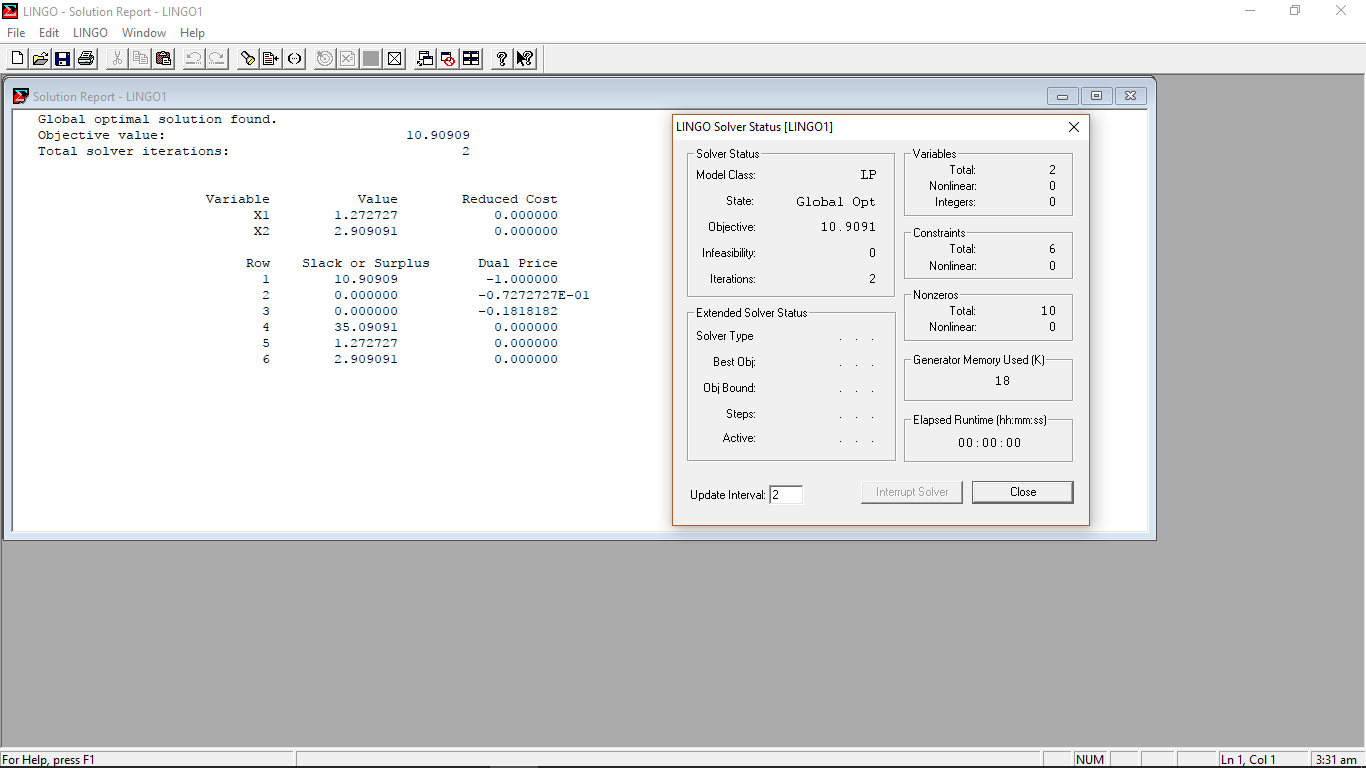 LINGO - Solution Report - LINGO1
File Edit LINGO Window Help
Solution Report - LINGO1
Global optimal solution found.
Objective value: 10.90909
Total solver iterations: 2
Variable Value Reduced Cost
X1 1.272727 0.000000
X2 2.909091 0.000000
Row Slack or Surplus Dual Price
1 10.90909 -1.000000
2 0.000000 -0.7272727E-01
3 0.000000 -0.1818182
4 35.09091 0.000000
5 1.272727 0.000000
6 2.909091 0.000000
LINGO Solver Status [LINGO1]
Solver Status
Model Class: LP
State: Global Opt
Objective: 10.9091
Infeasibility: 0
Iterations: 2
Extended Solver Status
Solver Type . . .
Best Obj: . . .
Obj Bound: . . .
Steps: . . .
Active: . . .
Variables
Total: 2
Nonlinear: 0
Integers: 0
Constraints
Total: 6
Nonlinear: 0
Nonzeros
Total: 10
Nonlinear: 0
Generator Memory Used (K)
18
Elapsed Runtime (hh:mm:ss)
00:00:00
Update Interval: 2
Interrupt Solver
Close
For Help, press F1
NUM
Ln 1, Col 1
3:31 am